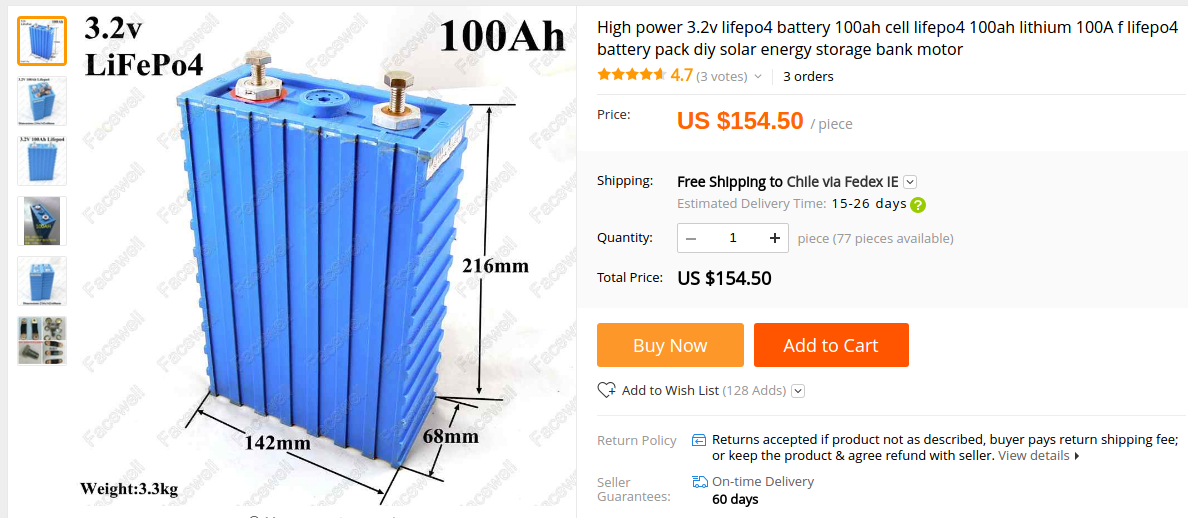 3.2v
LiFePo4
100Ah
216mm
142mm
68mm
Weight:3.3kg
Facewell
High power 3.2v lifepo4 battery 100ah cell lifepo4 100ah lithium 100A f lifepo4
battery pack diy solar energy storage bank motor
4.7 (3 votes) 3 orders
Price: US $154.50 / piece
Shipping: Free Shipping to Chile via Fedex IE
Estimated Delivery Time: 15-26 days ?
Quantity: − 1 + piece (77 pieces available)
Total Price: US $154.50
Buy Now Add to Cart
Add to Wish List (128 Adds)
Return Policy Returns accepted if product not as described, buyer pays return shipping fee;
or keep the product & agree refund with seller. View details
Seller On-time Delivery
Guarantees: 60 days